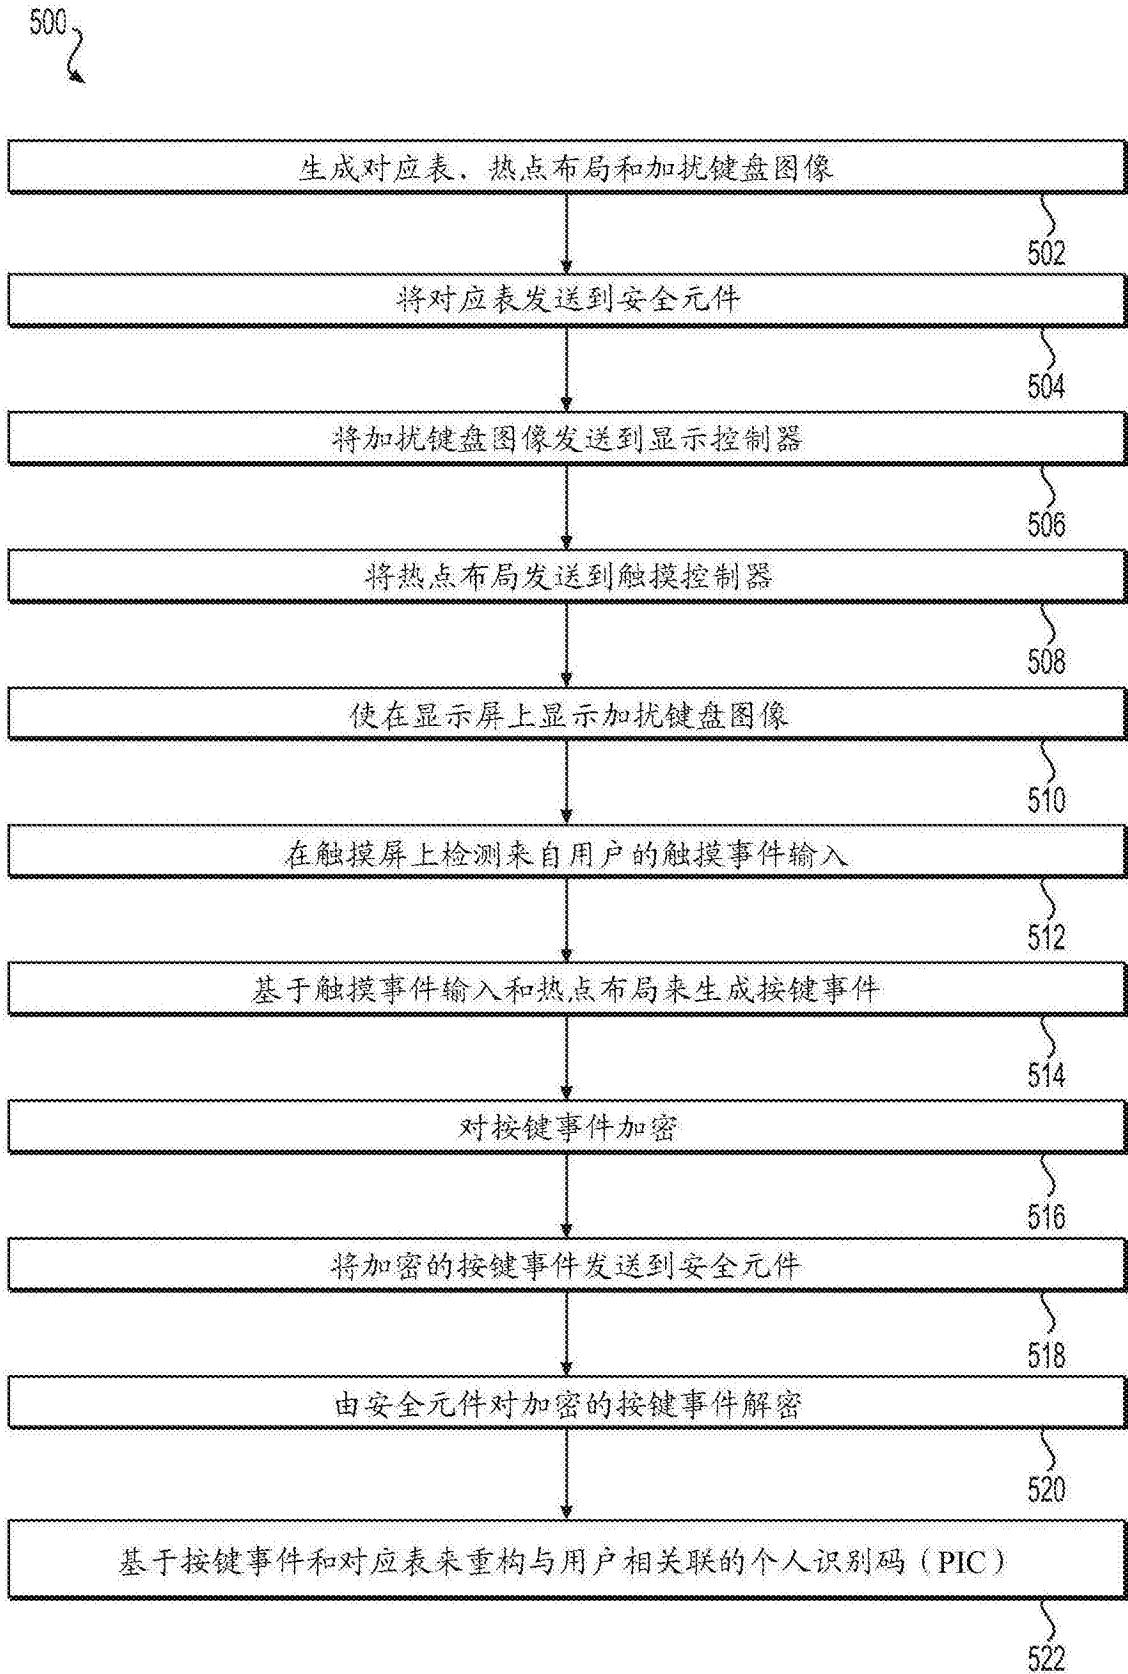 500
生成对应表、热点布局和加扰键盘图像
502
将对应表发送到安全元件
504
将加扰键盘图像发送到显示控制器
506
将热点布局发送到触摸控制器
508
使在显示屏上显示加扰键盘图像
510
在触摸屏上检测来自用户的触摸事件输入
512
基于触摸事件输入和热点布局来生成按键事件
514
对按键事件加密
516
将加密的按键事件发送到安全元件
518
由安全元件对加密的按键事件解密
520
基于按键事件和对应表来重构与用户相关联的个人识别码（PIC）
522